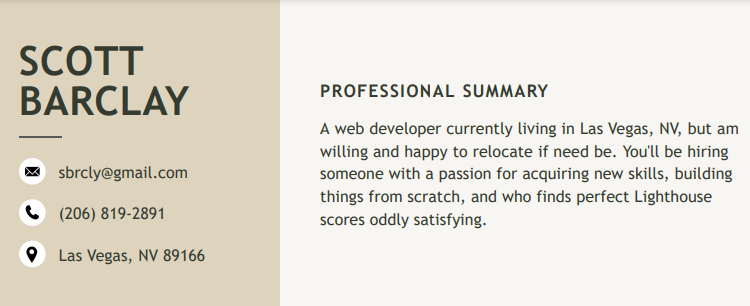 SCOTT
BARCLAY
sbrcly@gmail.com
(206) 819-2891
Las Vegas, NV 89166
PROFESSIONAL SUMMARY
A web developer currently living in Las Vegas, NV, but am
willing and happy to relocate if need be. You'll be hiring
someone with a passion for acquiring new skills, building
things from scratch, and who finds perfect Lighthouse
scores oddly satisfying.